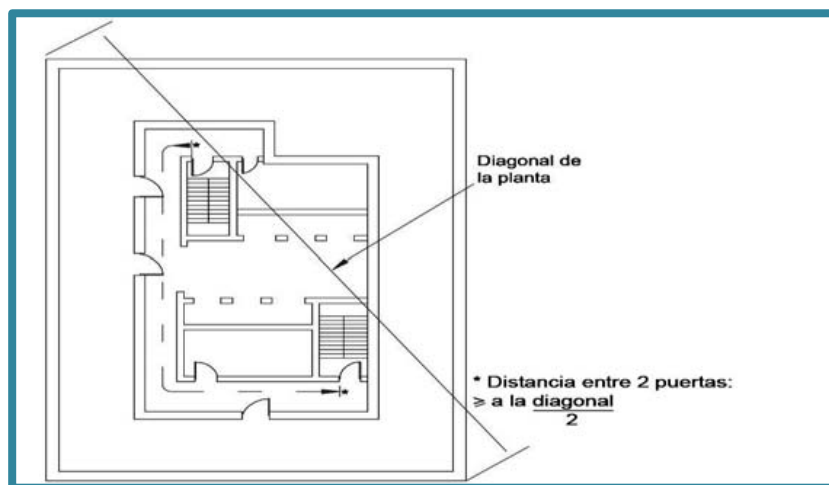 Diagonal de
la planta
*
*
* Distancia entre 2 puertas:
≥ a la diagonal
2